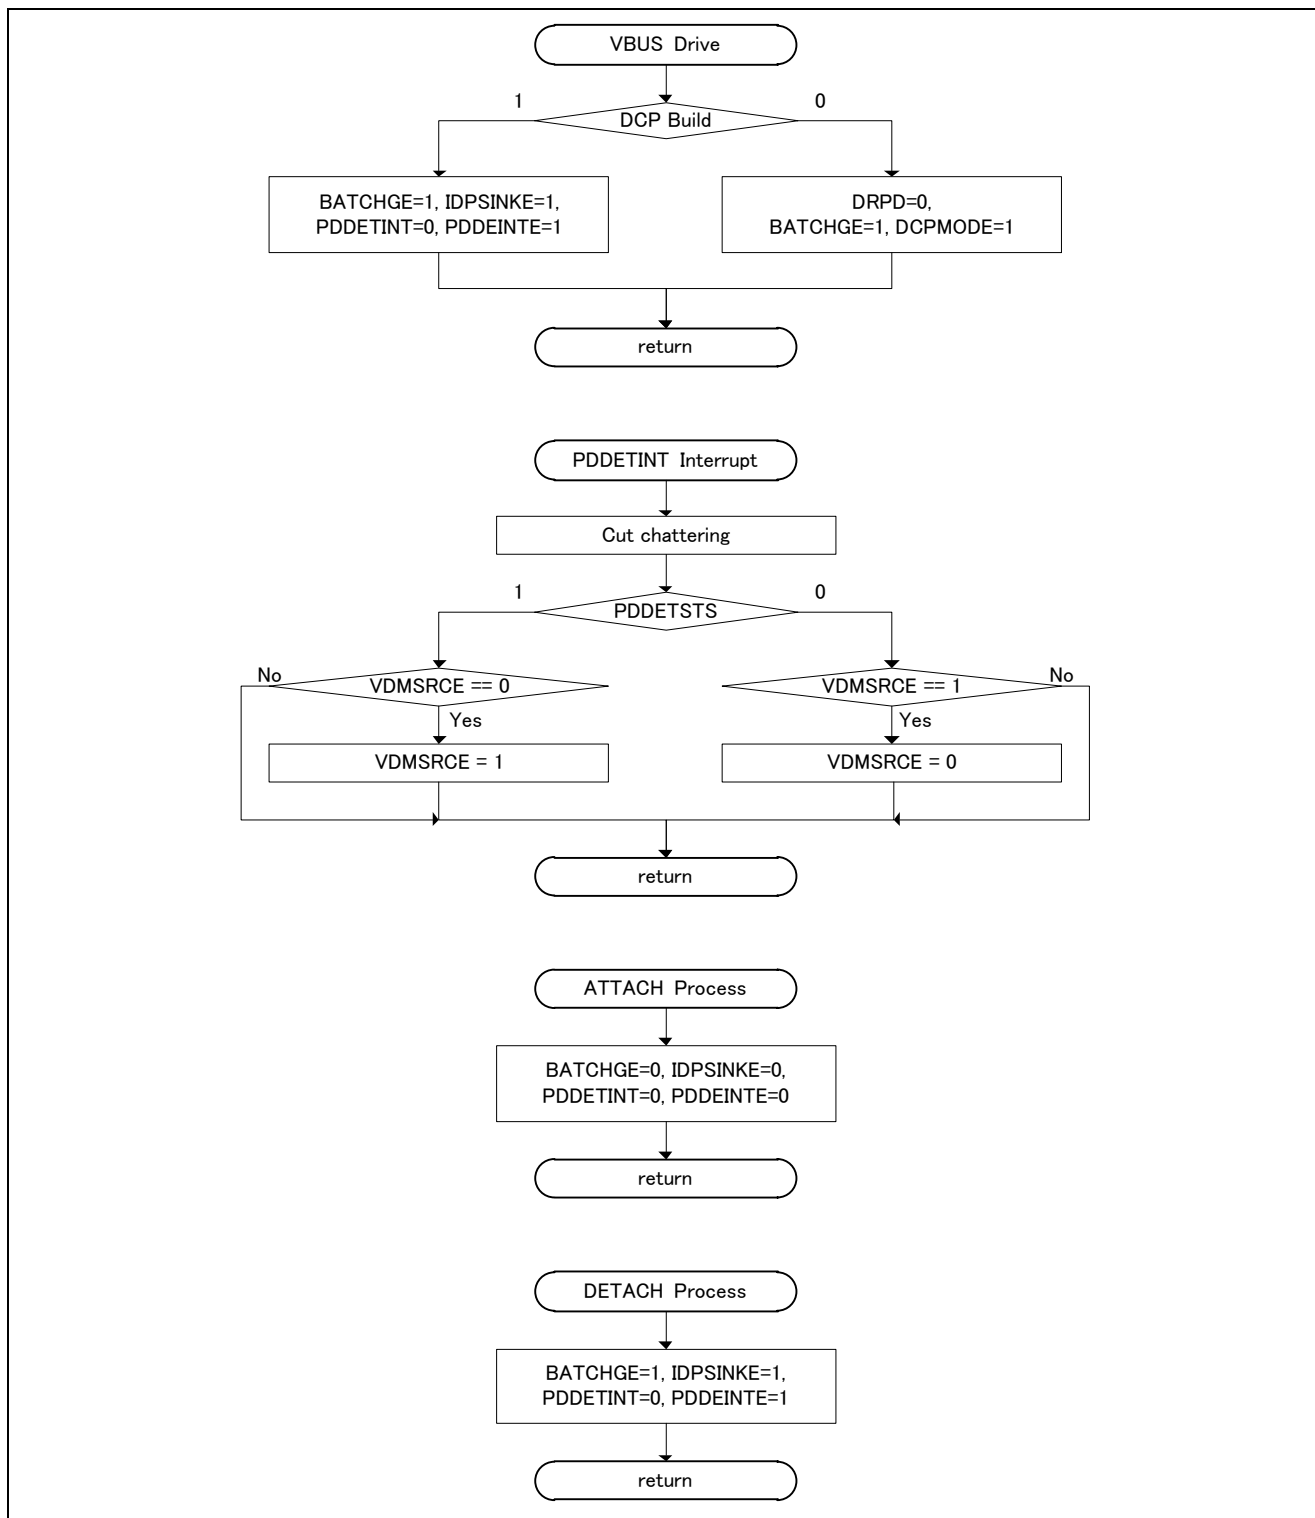 VBUS Drive
1
0
DCP Build
BATCHGE=1, IDPSINKE=1,
PDDETINT=0, PDDEINTE=1
DRPD=0,
BATCHGE=1, DCPMODE=1
return
PDDETINT Interrupt
Cut chattering
1
0
PDDETSTS
No
VDMSRCE == 0
VDMSRCE == 1
No
Yes
Yes
VDMSRCE = 1
VDMSRCE = 0
return
ATTACH Process
BATCHGE=0, IDPSINKE=0,
PDDETINT=0, PDDEINTE=0
return
DETACH Process
BATCHGE=1, IDPSINKE=1,
PDDETINT=0, PDDEINTE=1
return